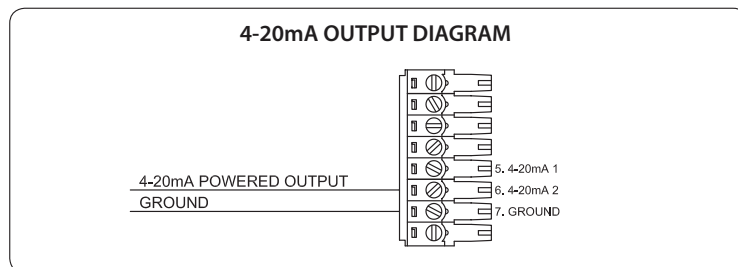 4-20mA OUTPUT DIAGRAM
5. 4-20mA 1
4-20mA POWERED OUTPUT
6. 4-20mA 2
GROUND
7. GROUND